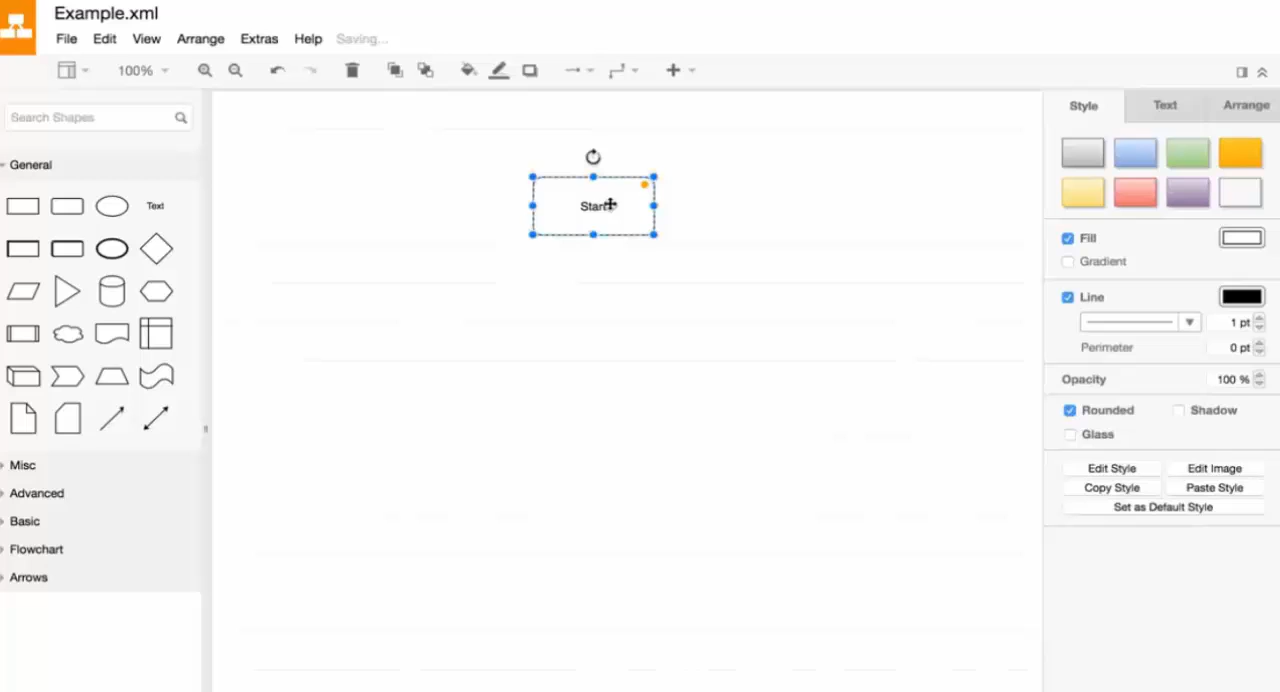 Example.xml
File Edit View Arrange Extras Help Saving...
100%
Search Shapes
General
Text
Misc
Advanced
Basic
Flowchart
Arrows
Start
Style Text Arrange
Fill
Gradient
Line
1 pt
Perimeter 0 pt
Opacity 100 %
Rounded Shadow
Glass
Edit Style Edit Image
Copy Style Paste Style
Set as Default Style